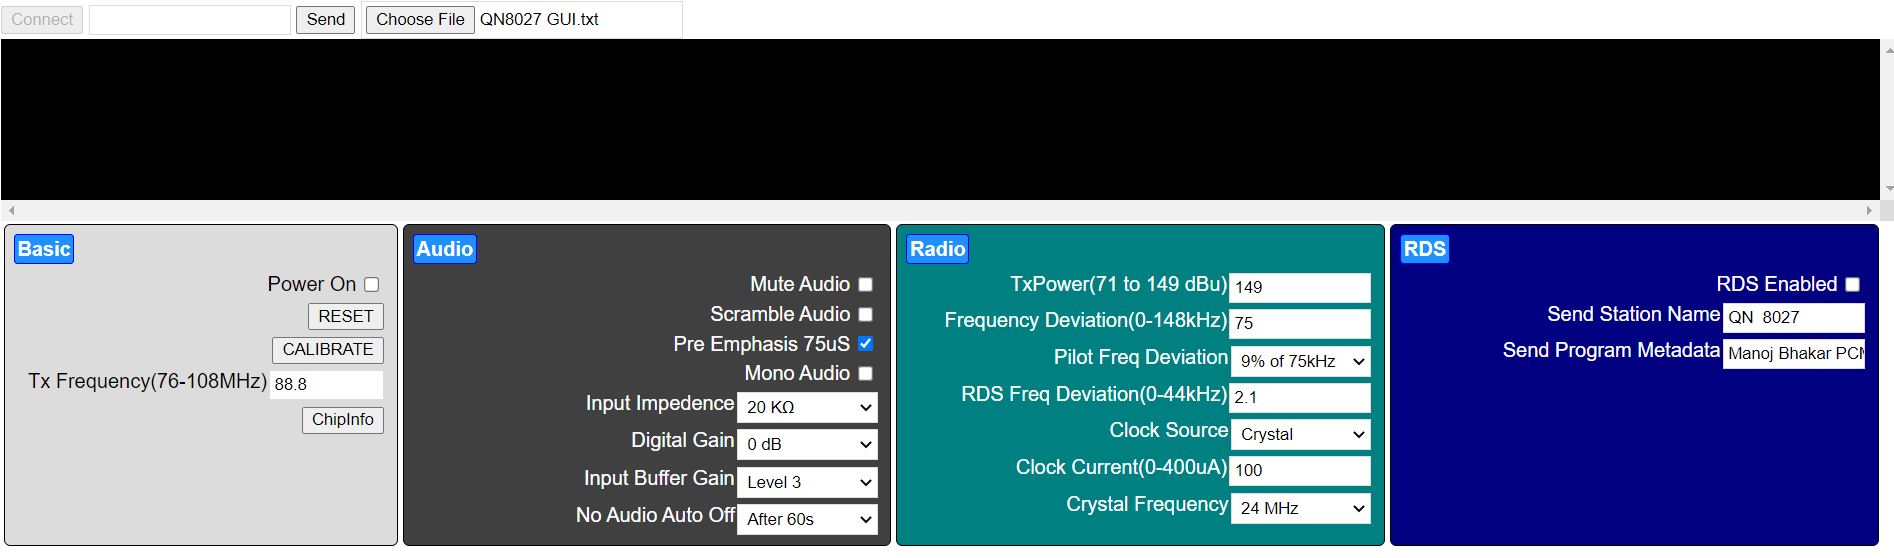 Connect Send Choose File QN8027 GUI.txt
Basic
Power On
RESET
CALIBRATE
Tx Frequency(76-108MHz) 88.8
ChipInfo
Audio
Mute Audio
Scramble Audio
Pre Emphasis 75uS
Mono Audio
Input Impedence 20 KΩ
Digital Gain 0 dB
Input Buffer Gain Level 3
No Audio Auto Off After 60s
Radio
TxPower(71 to 149 dBu) 149
Frequency Deviation(0-148kHz) 75
Pilot Freq Deviation 9% of 75kHz
RDS Freq Deviation(0-44kHz) 2.1
Clock Source Crystal
Clock Current(0-400uA) 100
Crystal Frequency 24 MHz
RDS
RDS Enabled
Send Station Name QN  8027
Send Program Metadata Manoj Bhakar PCM